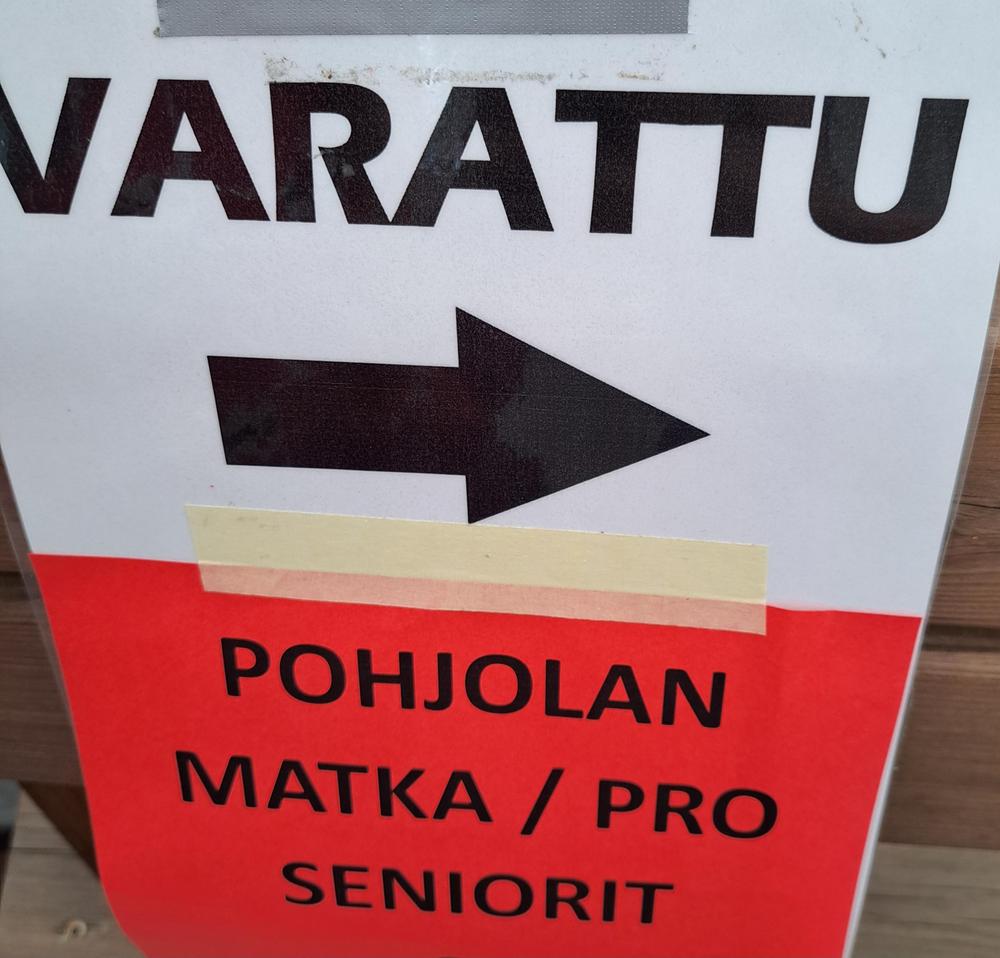 VARATTU
POHJOLAN
MATKA / PRO
SENIORIT